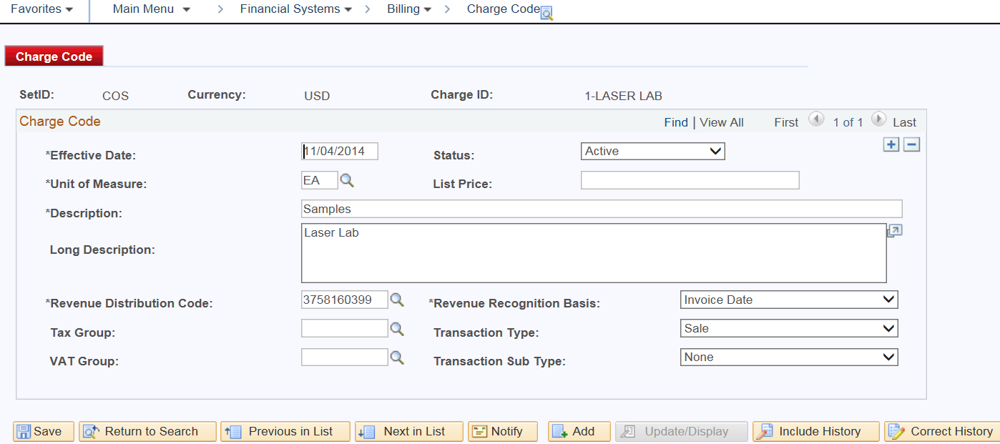 Favorites Main Menu > Financial Systems > Billing > Charge Code
Charge Code
SetID: COS Currency: USD Charge ID: 1-LASER LAB
Charge Code Find | View All First 1 of 1 Last
*Effective Date: 11/04/2014 Status: Active
*Unit of Measure: EA List Price:
*Description: Samples
Long Description: Laser Lab
*Revenue Distribution Code: 3758160399 *Revenue Recognition Basis: Invoice Date
Tax Group: Transaction Type: Sale
VAT Group: Transaction Sub Type: None
Save Return to Search Previous in List Next in List Notify Add Update/Display Include History Correct History